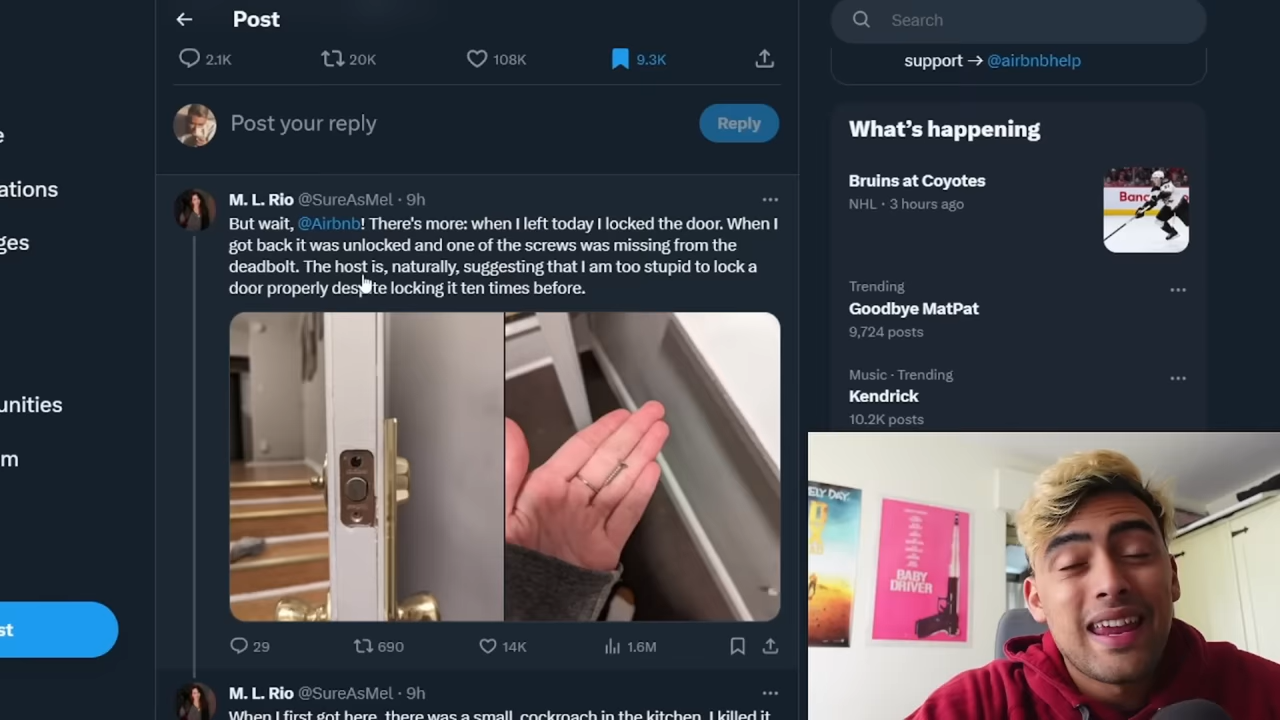 Post
Search
2.1K 20K 108K 9.3K
support → @airbnbhelp
Post your reply
Reply
What's happening
Bruins at Coyotes
NHL · 3 hours ago
ations
ges
unities
M. L. Rio @SureAsMel · 9h
But wait, @Airbnb! There's more: when I left today I locked the door. When I
got back it was unlocked and one of the screws was missing from the
deadbolt. The host is, naturally, suggesting that I am too stupid to lock a
door properly despite locking it ten times before.
Trending
Goodbye MatPat
9,724 posts
Music · Trending
Kendrick
10.2K posts
29 690 14K 1.6M
M. L. Rio @SureAsMel · 9h
When I first got here, there was a small, cockroach in the kitchen. I killed it
ELY DAY
BABY
DRIVER